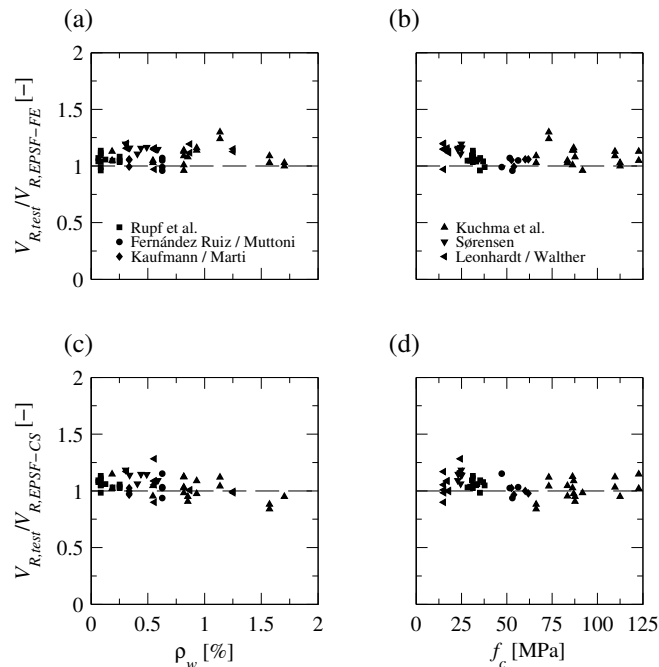 (a)
(b)
V_{R,test}/V_{R,EPSF−FE} [−]
2
1.5
1
0.5
0
Rupf et al.
Fernández Ruiz / Muttoni
Kaufmann / Marti
Kuchma et al.
Sørensen
Leonhardt / Walther
(c)
(d)
V_{R,test}/V_{R,EPSF−CS} [−]
2
1.5
1
0.5
0
0 0.5 1 1.5 2
ρ_w [%]
0 25 50 75 100 125
f_c [MPa]